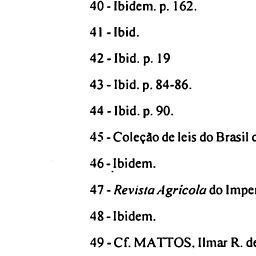 40 - Ibidem. p. 162.
41 - Ibid.
42 - Ibid. p. 19
43 - Ibid. p. 84-86.
44 - Ibid. p. 90.
45 - Coleção de leis do Brasil
46 - Ibidem.
47 - Revista Agrícola do Impe
48 - Ibidem.
49 - Cf. MATTOS, Ilmar R. de